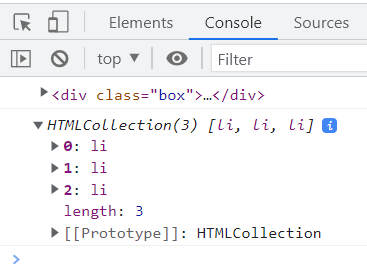 Elements Console Sources
top Filter
<div class="box">…</div>
HTMLCollection(3) [li, li, li] i
0: li
1: li
2: li
length: 3
[[Prototype]]: HTMLCollection